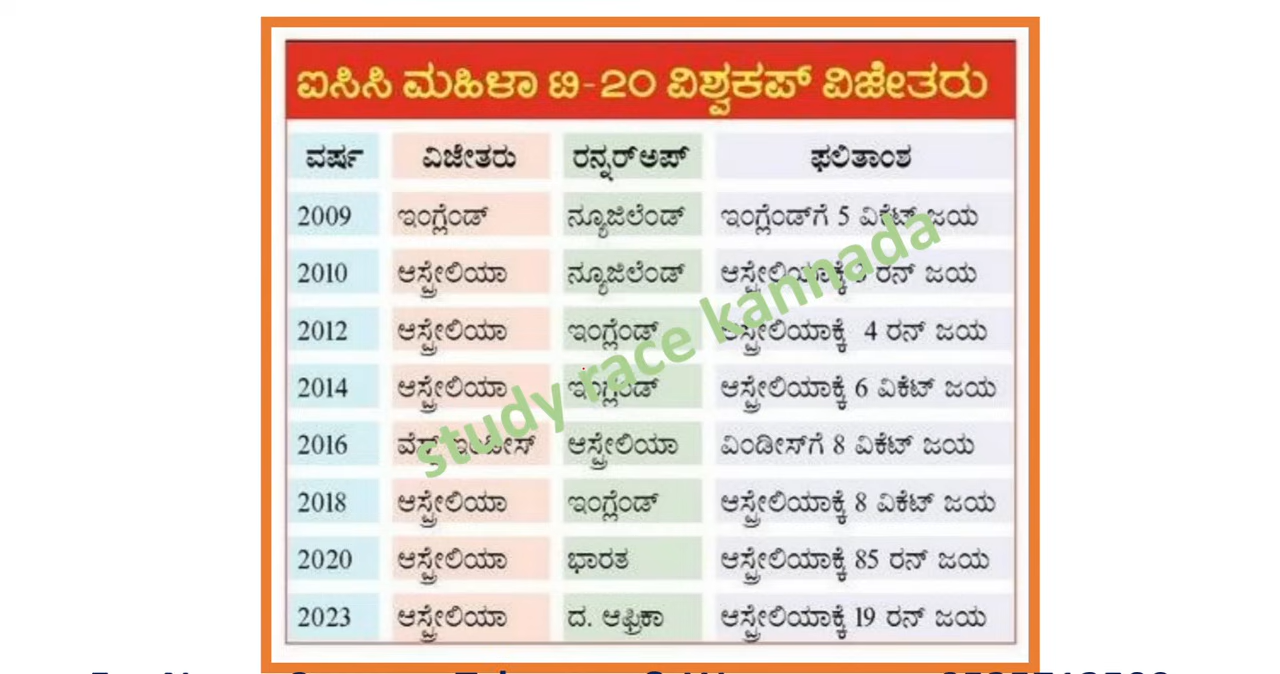 ಐಸಿಸಿ ಮಹಿಳಾ ಟಿ-20 ವಿಶ್ವಕಪ್ ವಿಜೇತರು
ವರ್ಷ ವಿಜೇತರು ರನ್ನರ್‌ಅಪ್ ಫಲಿತಾಂಶ
2009 ಇಂಗ್ಲೆಂಡ್ ನ್ಯೂಜಿಲೆಂಡ್ ಇಂಗ್ಲೆಂಡ್‌ಗೆ 5 ವಿಕೆಟ್ ಜಯ
2010 ಆಸ್ಟ್ರೇಲಿಯಾ ನ್ಯೂಜಿಲೆಂಡ್ ಆಸ್ಟ್ರೇಲಿಯಾಕ್ಕೆ ರನ್ ಜಯ
2012 ಆಸ್ಟ್ರೇಲಿಯಾ ಇಂಗ್ಲೆಂಡ್ ಆಸ್ಟ್ರೇಲಿಯಾಕ್ಕೆ 4 ರನ್ ಜಯ
2014 ಆಸ್ಟ್ರೇಲಿಯಾ ಇಂಗ್ಲೆಂಡ್ ಆಸ್ಟ್ರೇಲಿಯಾಕ್ಕೆ 6 ವಿಕೆಟ್ ಜಯ
2016 ವೆಸ್ಟ್ ಇಂಡೀಸ್ ಆಸ್ಟ್ರೇಲಿಯಾ ವಿಂಡೀಸ್‌ಗೆ 8 ವಿಕೆಟ್ ಜಯ
2018 ಆಸ್ಟ್ರೇಲಿಯಾ ಇಂಗ್ಲೆಂಡ್ ಆಸ್ಟ್ರೇಲಿಯಾಕ್ಕೆ 8 ವಿಕೆಟ್ ಜಯ
2020 ಆಸ್ಟ್ರೇಲಿಯಾ ಭಾರತ ಆಸ್ಟ್ರೇಲಿಯಾಕ್ಕೆ 85 ರನ್ ಜಯ
2023 ಆಸ್ಟ್ರೇಲಿಯಾ ದ. ಆಫ್ರಿಕಾ ಆಸ್ಟ್ರೇಲಿಯಾಕ್ಕೆ 19 ರನ್ ಜಯ
study race kannada